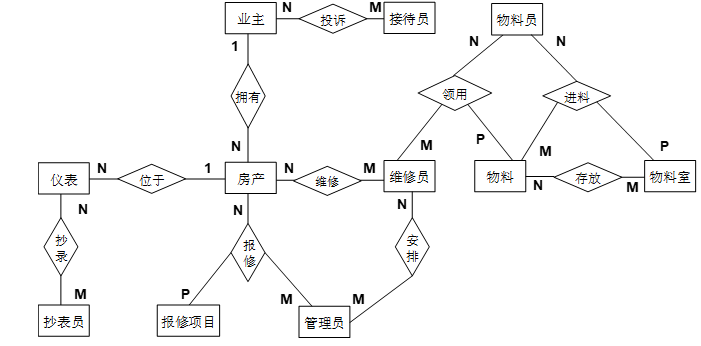 业主
N
投诉
M
接待员
物料员
1
N
N
拥有
领用
进料
N
M
P
M
P
仪表
N
位于
1
房产
N
维修
M
维修员
物料
N
存放
M
物料室
N
N
N
抄录
报修
安排
M
P
M
M
抄表员
报修项目
管理员